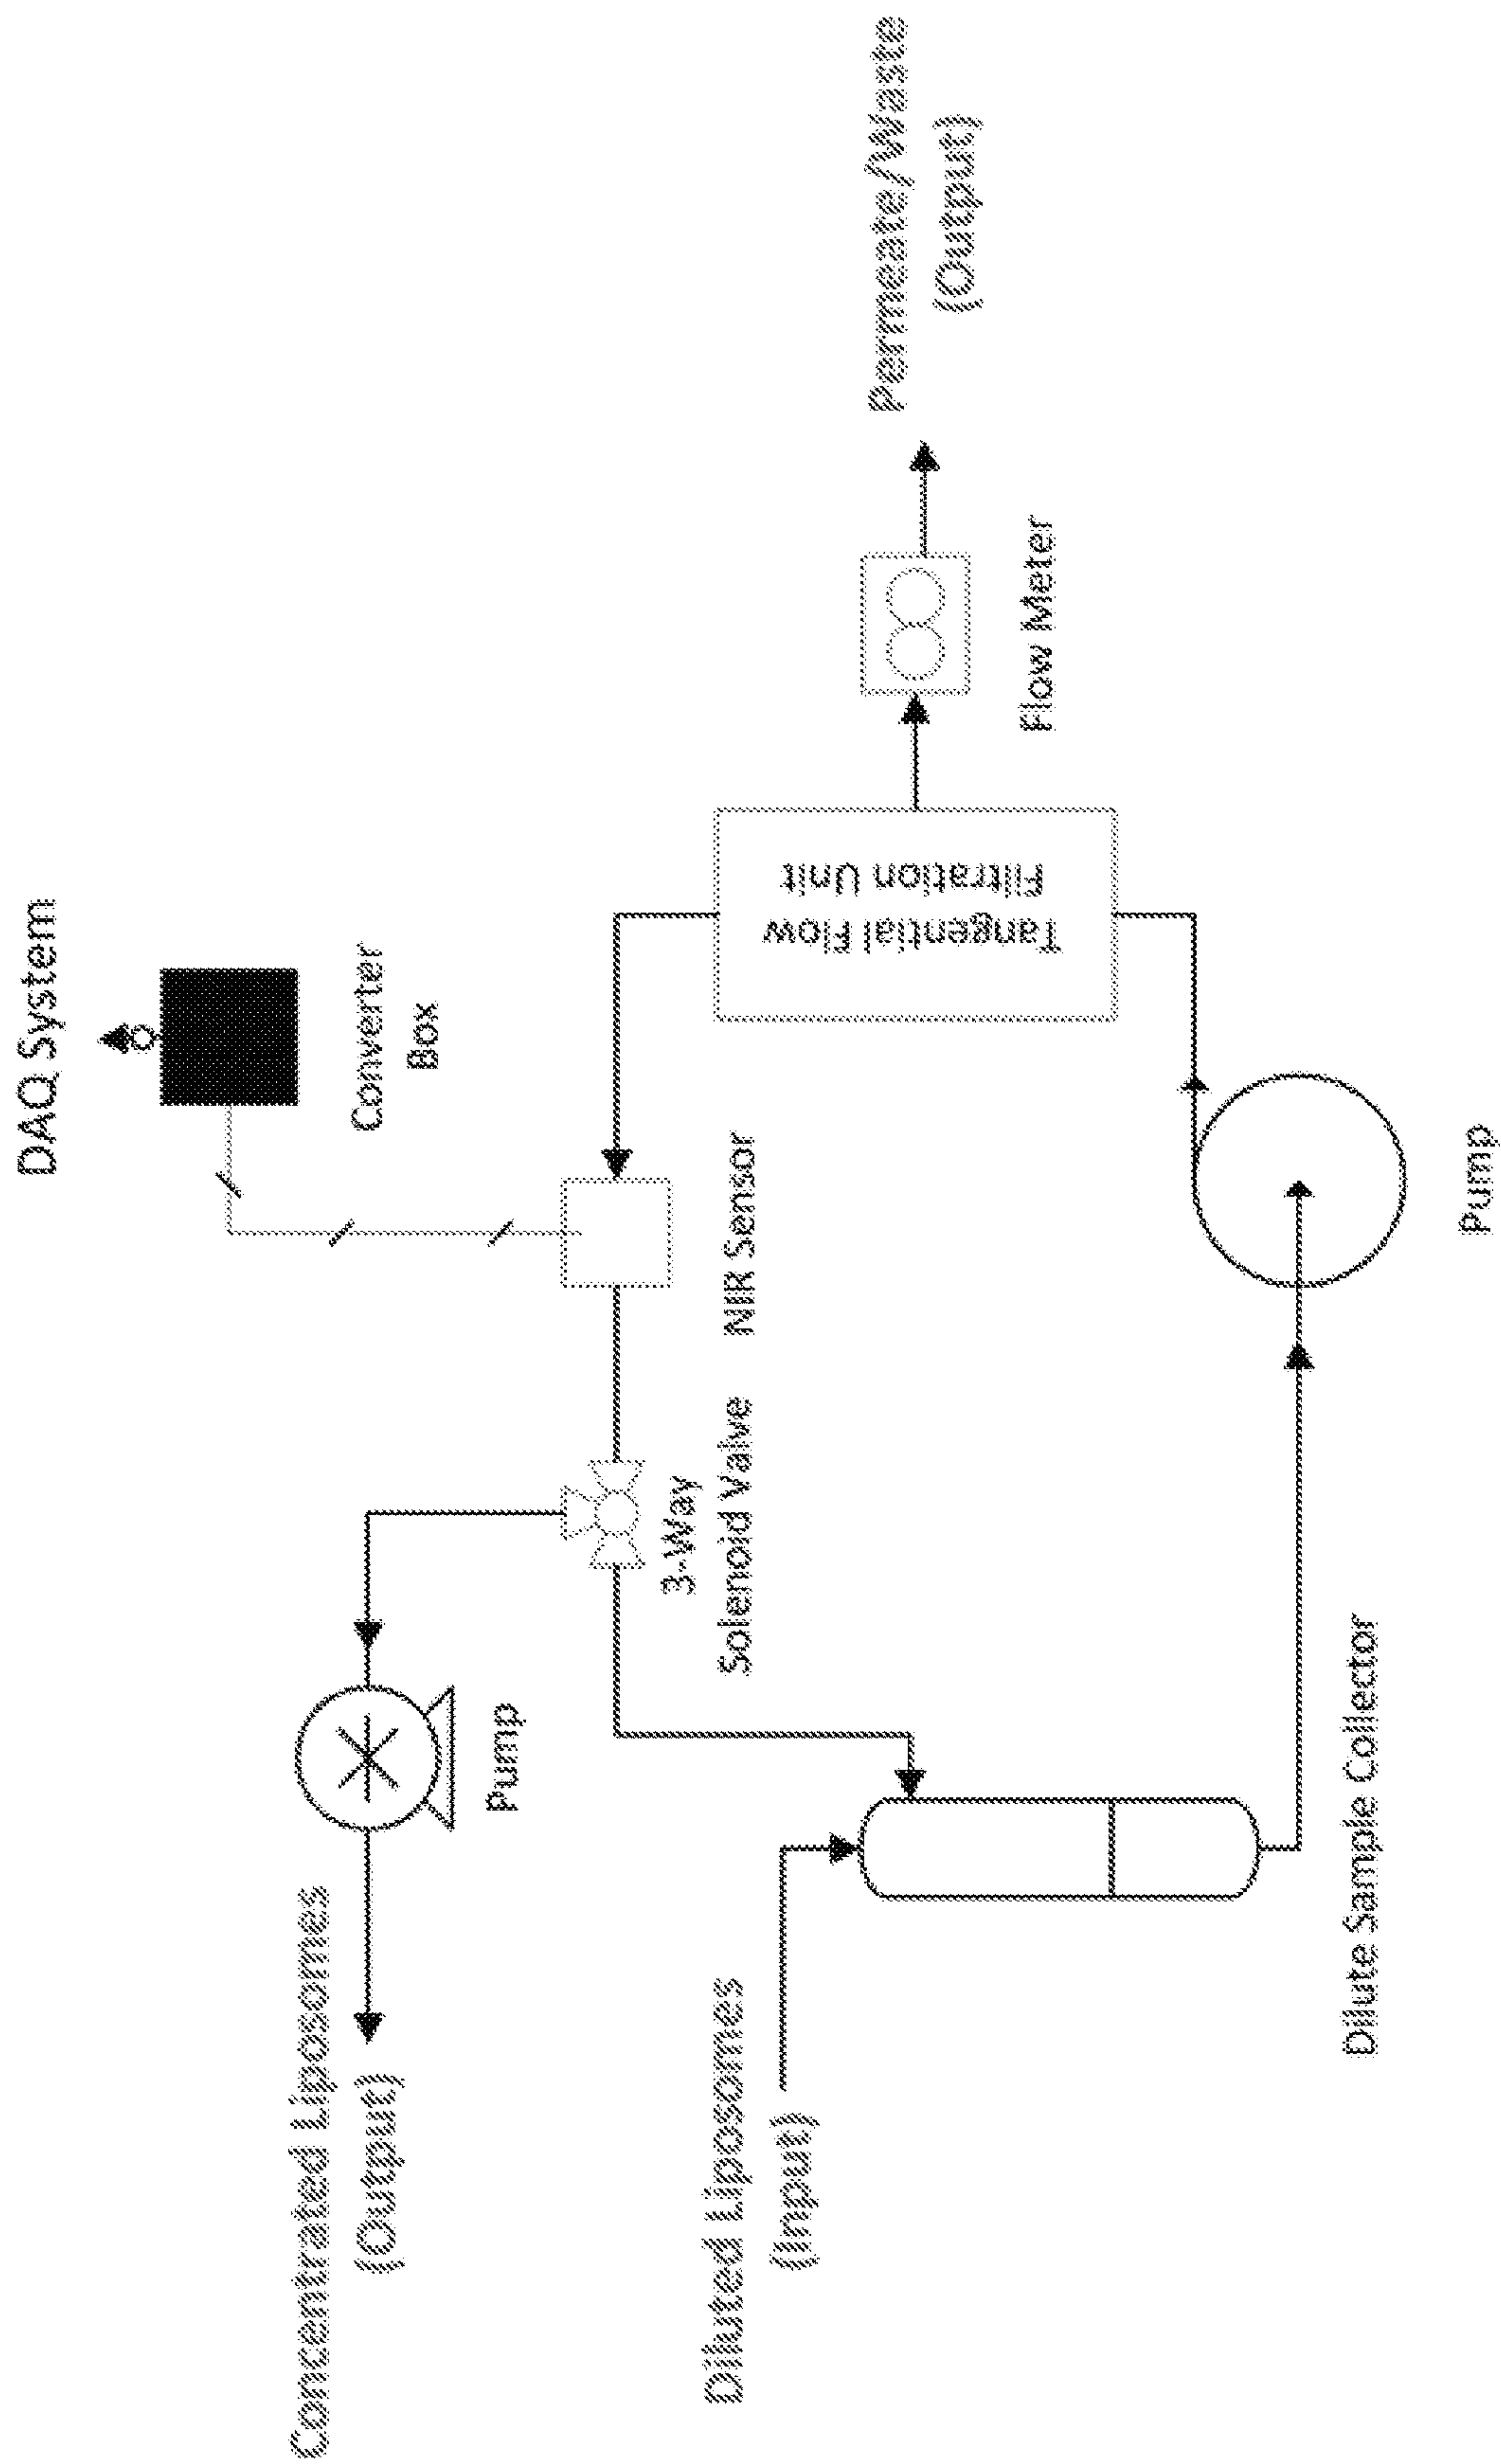 DAQ System
Converter
Box
Concentrated Liposomes
(Output)
Pump
3-Way
Solenoid Valve
NIR Sensor
Diluted Liposomes
(Input)
Tangential Flow
Filtration Unit
Permeate/Waste
(Output)
Flow Meter
Dilute Sample Collector
Pump